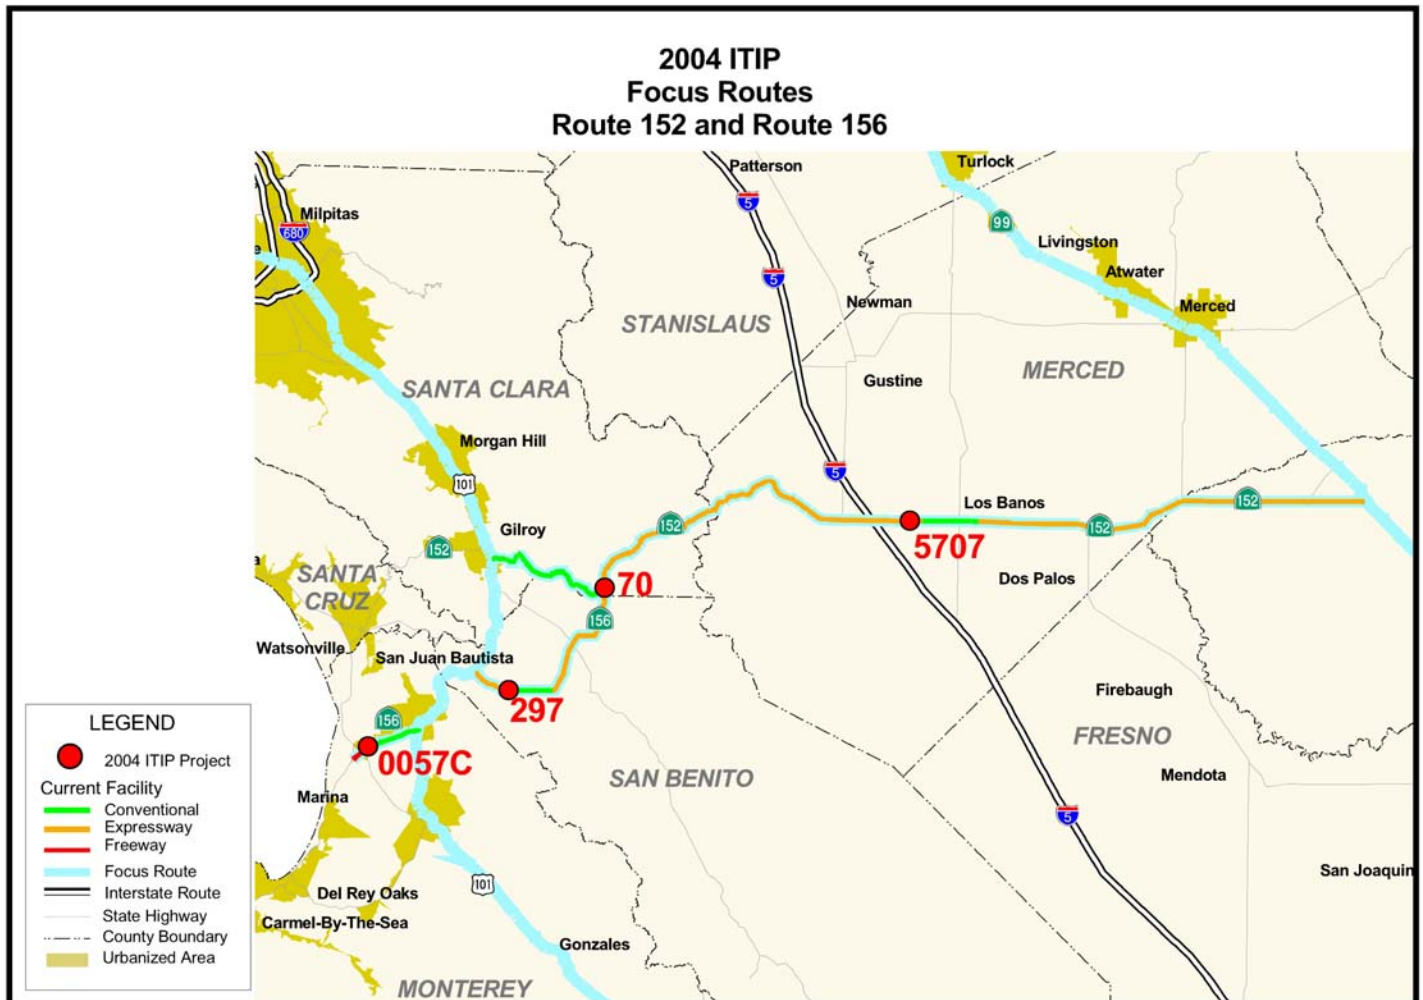 2004 ITIP
Focus Routes
Route 152 and Route 156
Patterson
Turlock
5
Milpitas
680
99
e
Livingston
Atwater
5
Newman
Merced
STANISLAUS
MERCED
Gustine
SANTA CLARA
Morgan Hill
5
101
Los Banos
152
152
Gilroy
152
152
5707
a
SANTA
CRUZ
70
Dos Palos
156
Watsonville
San Juan Bautista
Firebaugh
297
156
FRESNO
0057C
SAN BENITO
Mendota
Marina
5
San Joaquin
101
Del Rey Oaks
Carmel-By-The-Sea
Gonzales
MONTEREY
LEGEND
2004 ITIP Project
Current Facility
Conventional
Expressway
Freeway
Focus Route
Interstate Route
State Highway
County Boundary
Urbanized Area